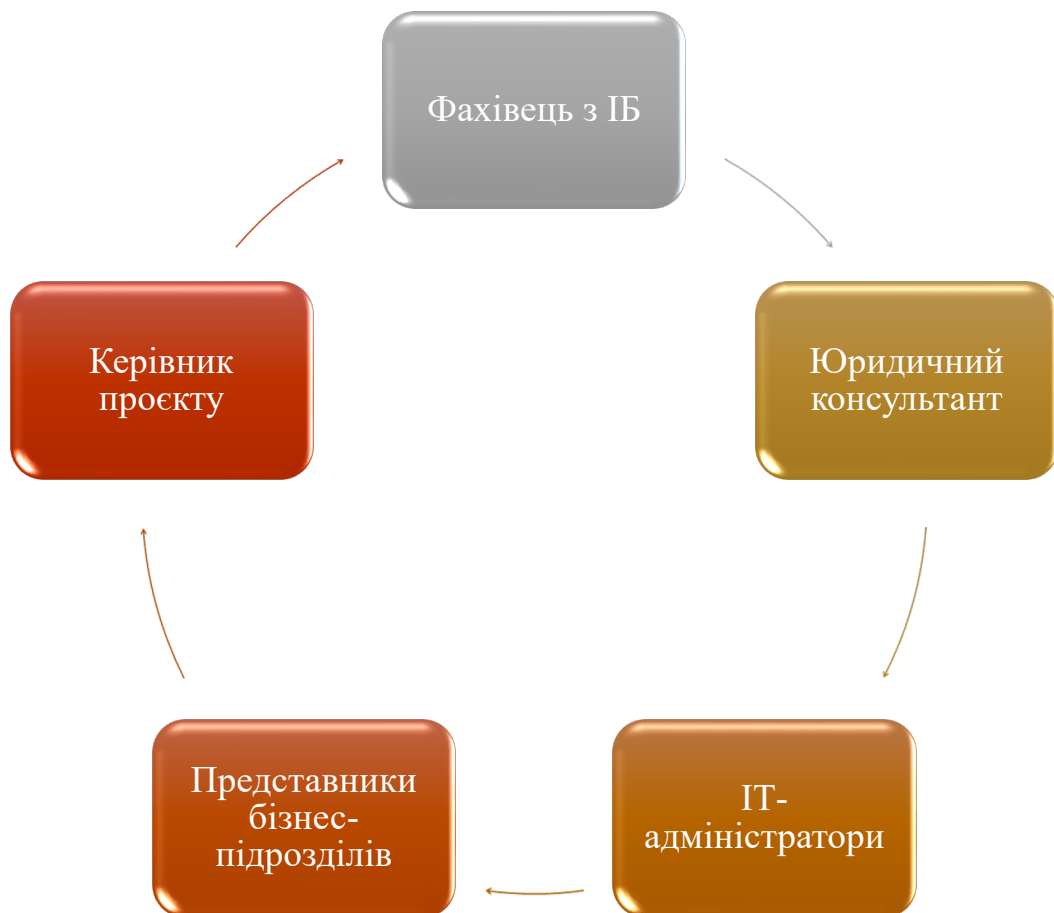 Фахівець з ІБ
Юридичний
консультант
ІТ-
адміністратори
Представники
бізнес-
підрозділів
Керівник
проєкту